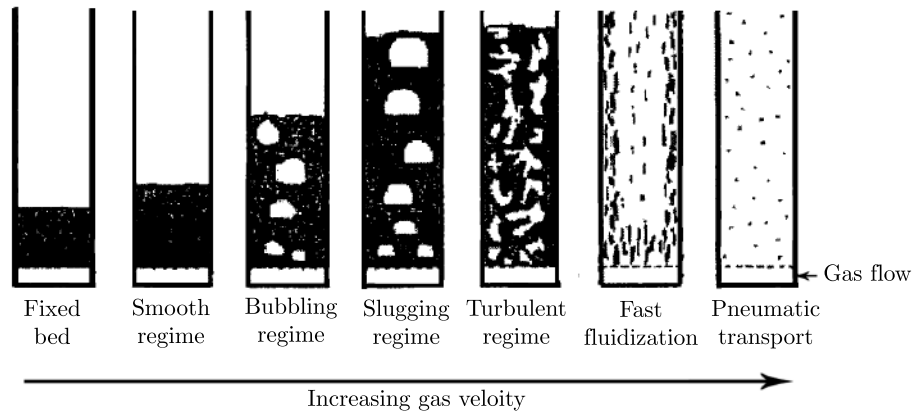 Gas flow
Fixed
bed
Smooth
regime
Bubbling
regime
Slugging
regime
Turbulent
regime
Fast
fluidization
Pneumatic
transport
Increasing gas veloity